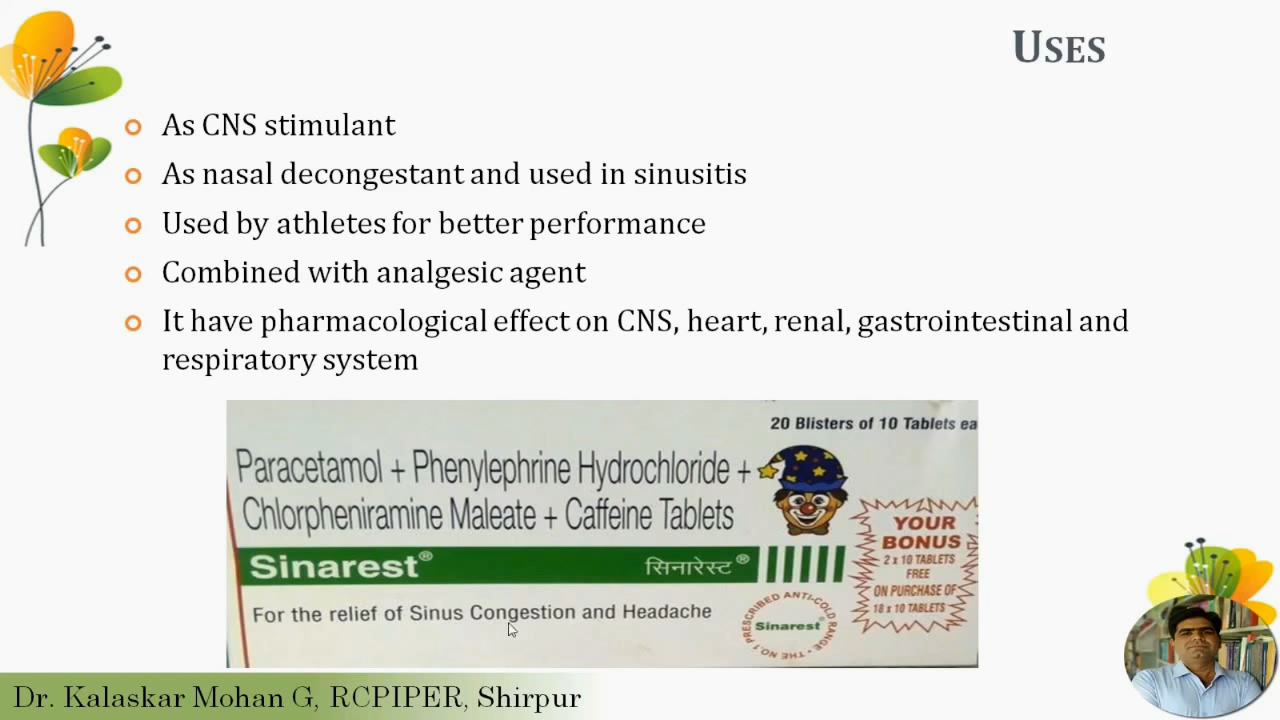 USES
As CNS stimulant
As nasal decongestant and used in sinusitis
Used by athletes for better performance
Combined with analgesic agent
It have pharmacological effect on CNS, heart, renal, gastrointestinal and
respiratory system
20 Blisters of 10 Tablets ea
Paracetamol + Phenylephrine Hydrochloride +
Chlorpheniramine Maleate + Caffeine Tablets
Sinarest® सिनारेस्ट®
For the relief of Sinus Congestion and Headache
YOUR
BONUS
2 x 10 TABLETS
FREE
ON PURCHASE OF
18 x 10 TABLETS
PRESCRIBED ANTI-COLD RANGE • THE NO.1
Sinarest®
Dr. Kalaskar Mohan G, RCPIPER, Shirpur